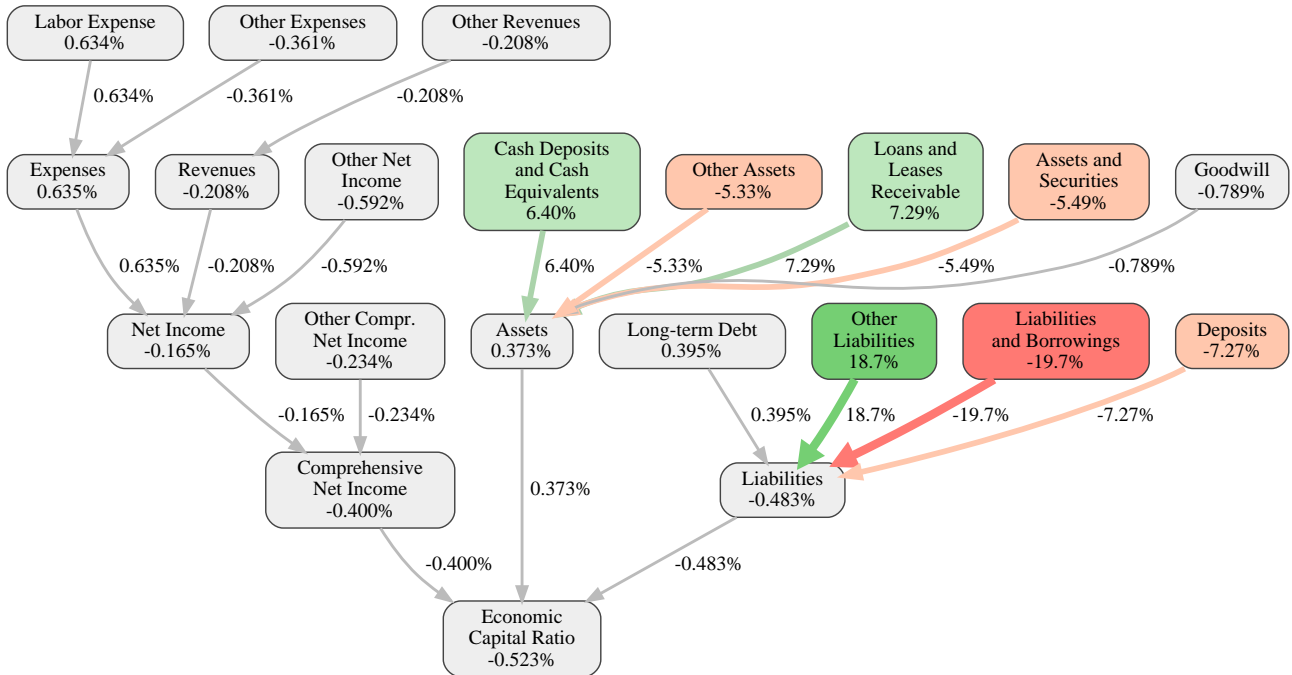 Labor Expense
0.634%
Other Expenses
-0.361%
Other Revenues
-0.208%
0.634%
-0.361%
-0.208%
Expenses
0.635%
Revenues
-0.208%
Other Net
Income
-0.592%
Cash Deposits
and Cash
Equivalents
6.40%
Other Assets
-5.33%
Loans and
Leases
Receivable
7.29%
Assets and
Securities
-5.49%
Goodwill
-0.789%
0.635%
-0.208%
-0.592%
6.40%
-5.33%
7.29%
-5.49%
-0.789%
Net Income
-0.165%
Other Compr.
Net Income
-0.234%
Assets
0.373%
Long-term Debt
0.395%
Other
Liabilities
18.7%
Liabilities
and Borrowings
-19.7%
Deposits
-7.27%
-0.165%
-0.234%
0.395%
18.7%
-19.7%
-7.27%
Comprehensive
Net Income
-0.400%
0.373%
Liabilities
-0.483%
-0.400%
-0.483%
Economic
Capital Ratio
-0.523%